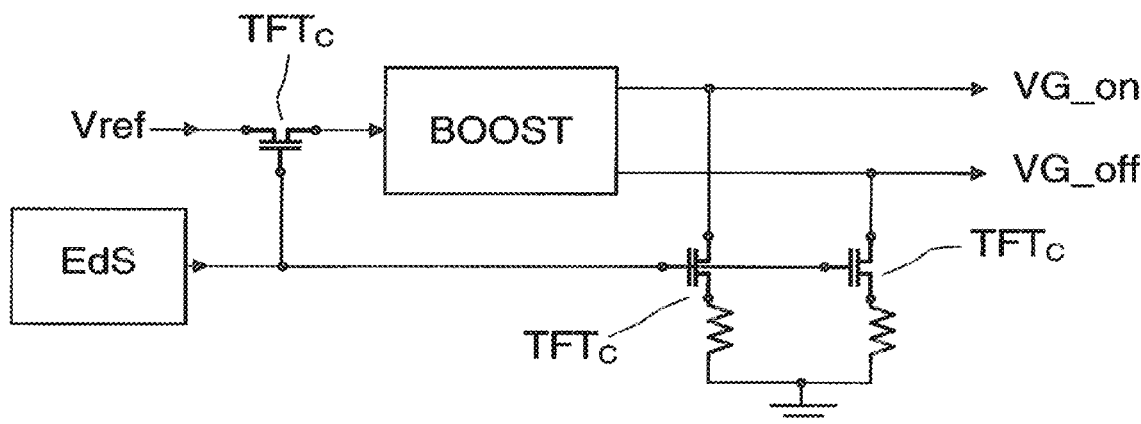 TFTC
Vref
BOOST
VG_on
VG_off
EdS
TFTC
TFTC